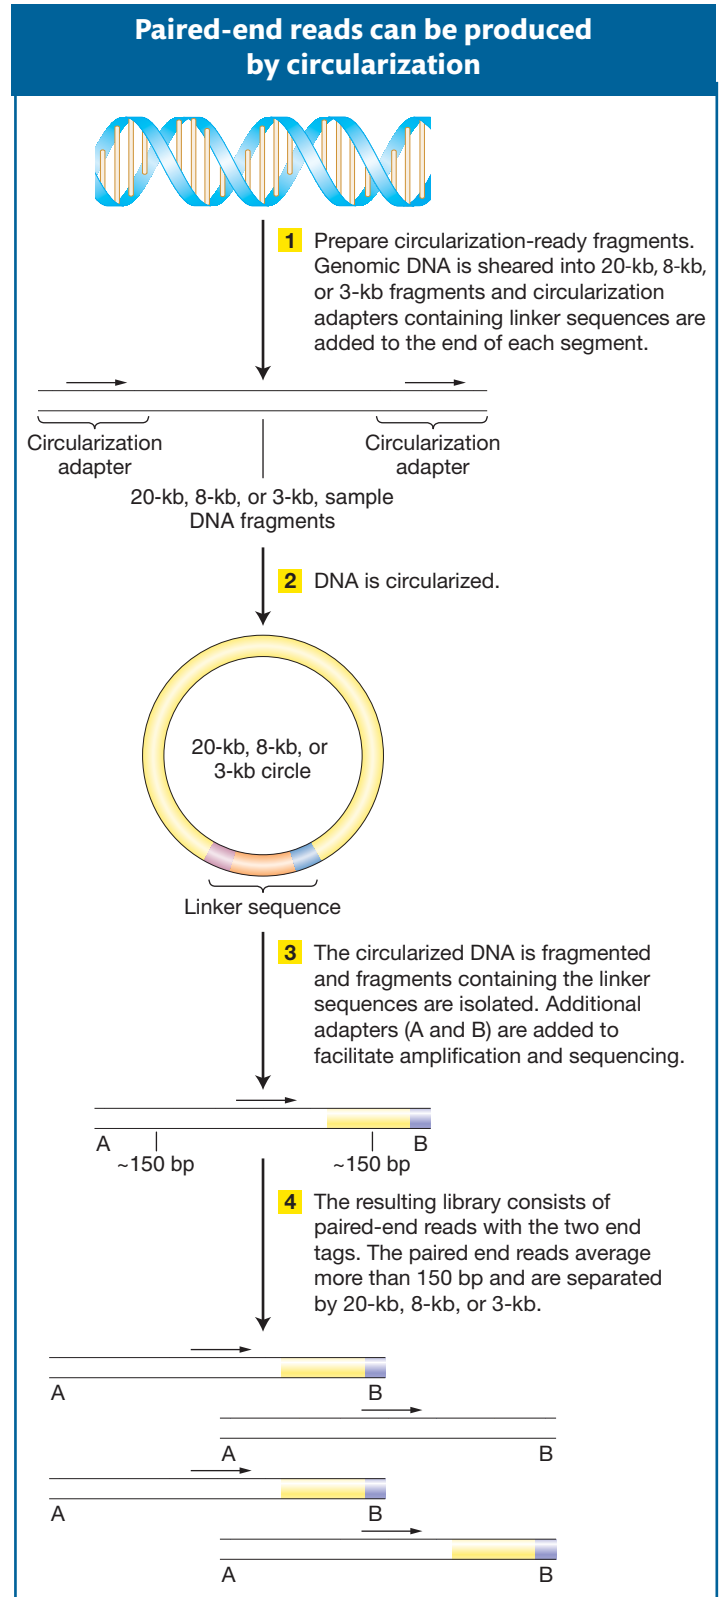 Paired-end reads can be produced
by circularization
1 Prepare circularization-ready fragments.
Genomic DNA is sheared into 20-kb, 8-kb,
or 3-kb fragments and circularization
adapters containing linker sequences are
added to the end of each segment.
Circularization
adapter
Circularization
adapter
20-kb, 8-kb, or 3-kb, sample
DNA fragments
2 DNA is circularized.
20-kb, 8-kb, or
3-kb circle
Linker sequence
3 The circularized DNA is fragmented
and fragments containing the linker
sequences are isolated. Additional
adapters (A and B) are added to
facilitate amplification and sequencing.
A B
~150 bp ~150 bp
4 The resulting library consists of
paired-end reads with the two end
tags. The paired end reads average
more than 150 bp and are separated
by 20-kb, 8-kb, or 3-kb.
A B
A B
A B
A B